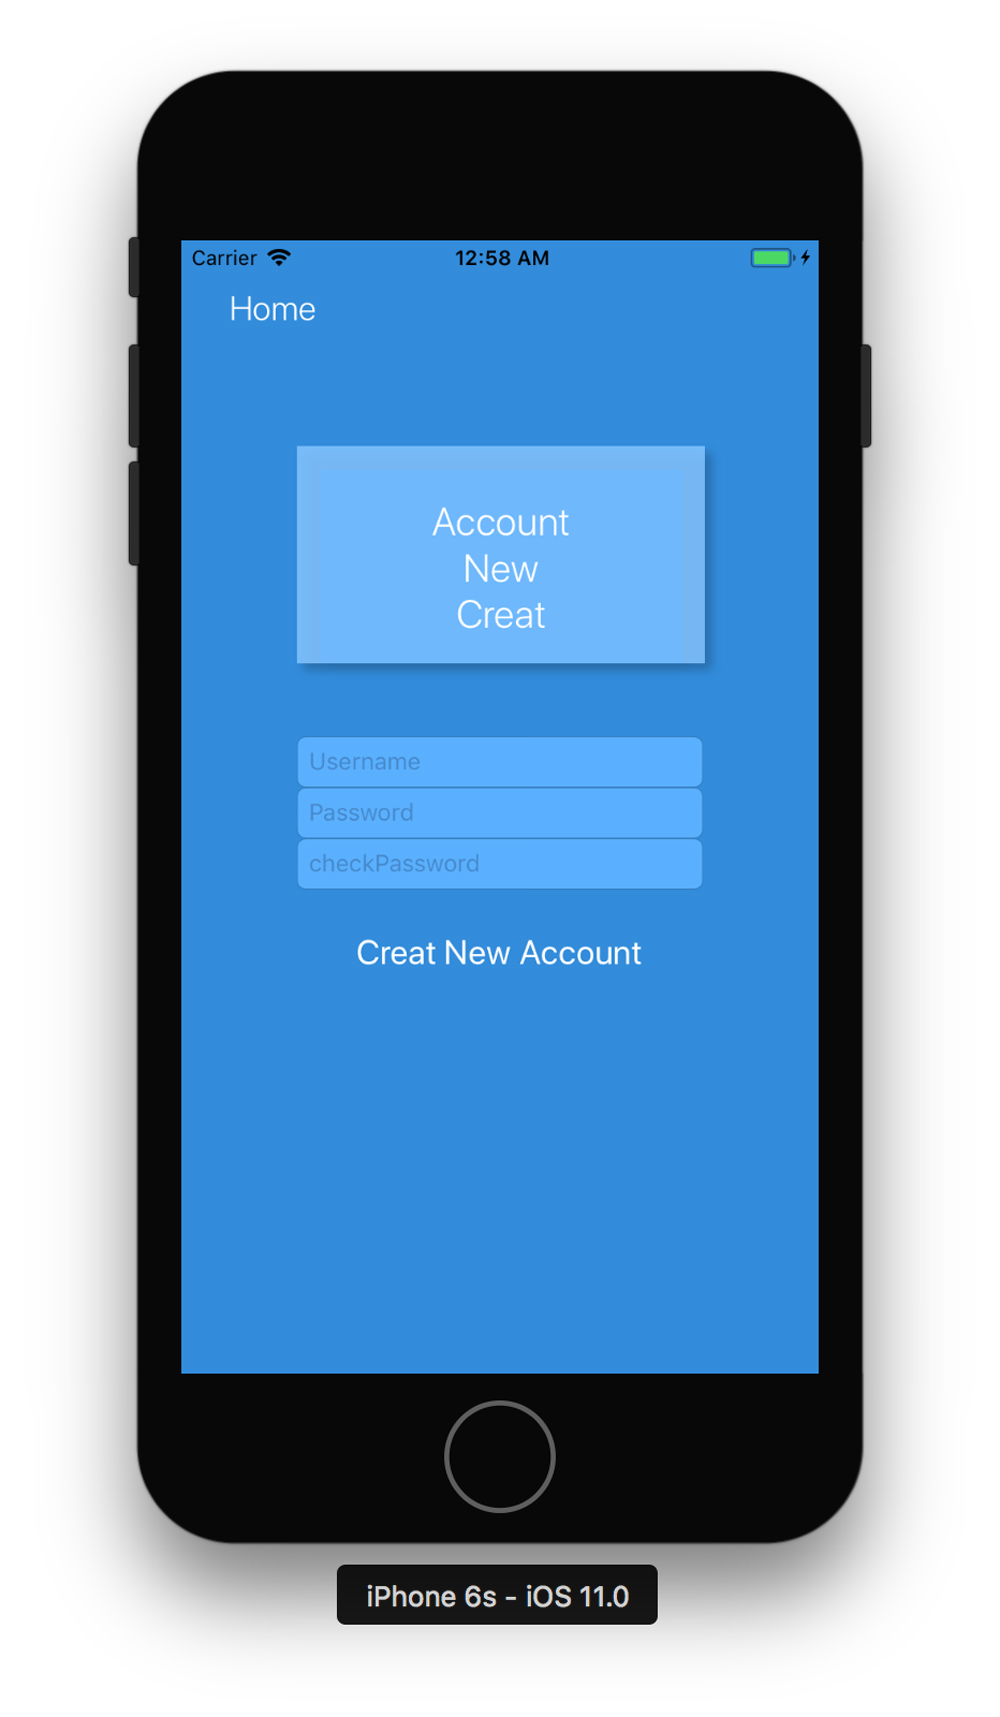 Carrier 12:58 AM
Home
Account
New
Creat
Username
Password
checkPassword
Creat New Account
iPhone 6s - iOS 11.0